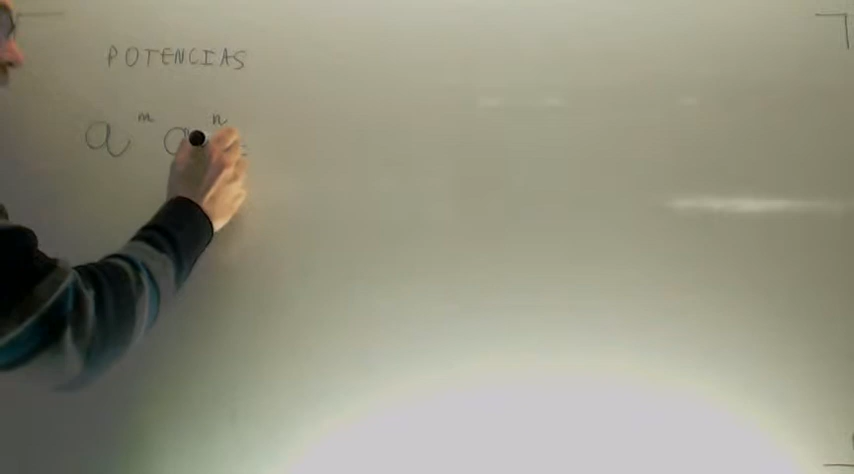 POTENCIAS
a^m a^n =